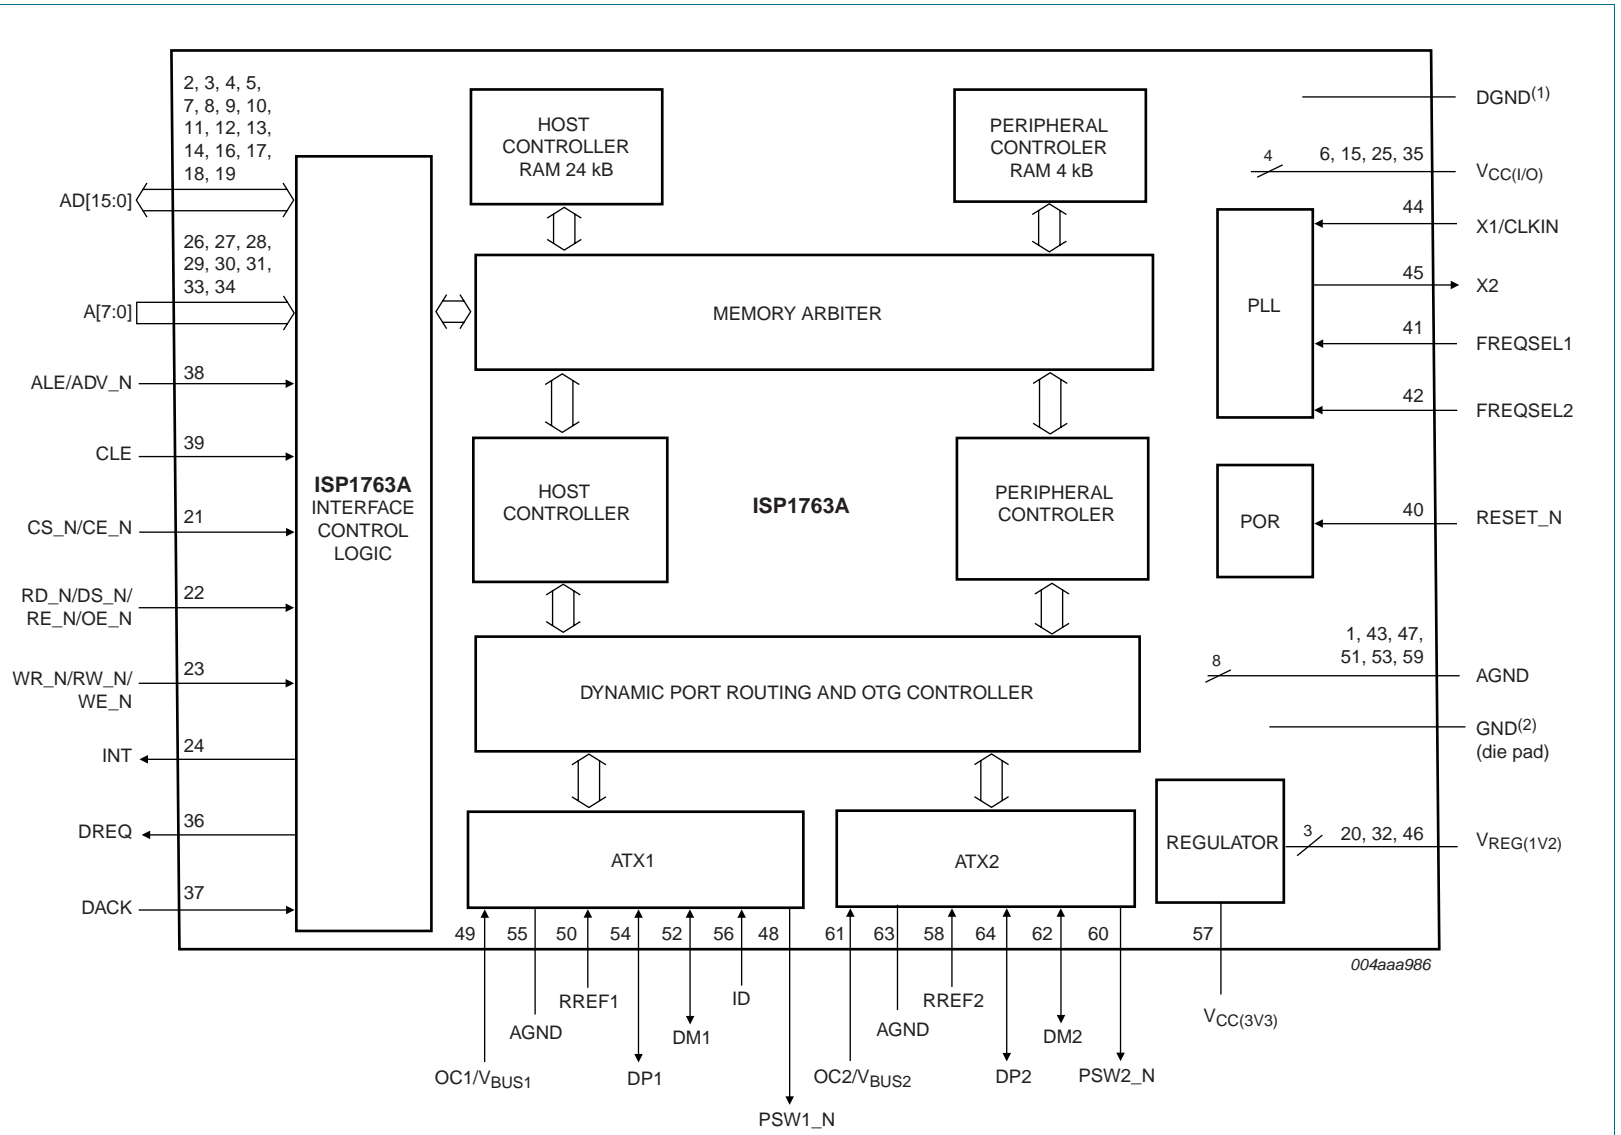 2, 3, 4, 5,
7, 8, 9, 10,
11, 12, 13,
14, 16, 17,
18, 19
AD[15:0]
26, 27, 28,
29, 30, 31,
33, 34
A[7:0]
38
ALE/ADV_N
39
CLE
21
CS_N/CE_N
22
RD_N/DS_N/
RE_N/OE_N
23
WR_N/RW_N/
WE_N
24
INT
36
DREQ
37
DACK
ISP1763A
INTERFACE
CONTROL
LOGIC
HOST
CONTROLLER
RAM 24 kB
PERIPHERAL
CONTROLER
RAM 4 kB
MEMORY ARBITER
HOST
CONTROLLER
ISP1763A
PERIPHERAL
CONTROLER
DYNAMIC PORT ROUTING AND OTG CONTROLLER
ATX1
ATX2
DGND(1)
4
6, 15, 25, 35
VCC(I/O)
44
X1/CLKIN
45
X2
PLL
41
FREQSEL1
42
FREQSEL2
POR
40
RESET_N
1, 43, 47,
51, 53, 59
8
AGND
GND(2)
(die pad)
REGULATOR
3
20, 32, 46
VREG(1V2)
49 55 50 54 52 56 48 61 63 58 64 62 60 57
004aaa986
RREF1
ID
RREF2
AGND
DM1
AGND
DM2
VCC(3V3)
OC1/VBUS1
DP1
OC2/VBUS2
DP2
PSW2_N
PSW1_N